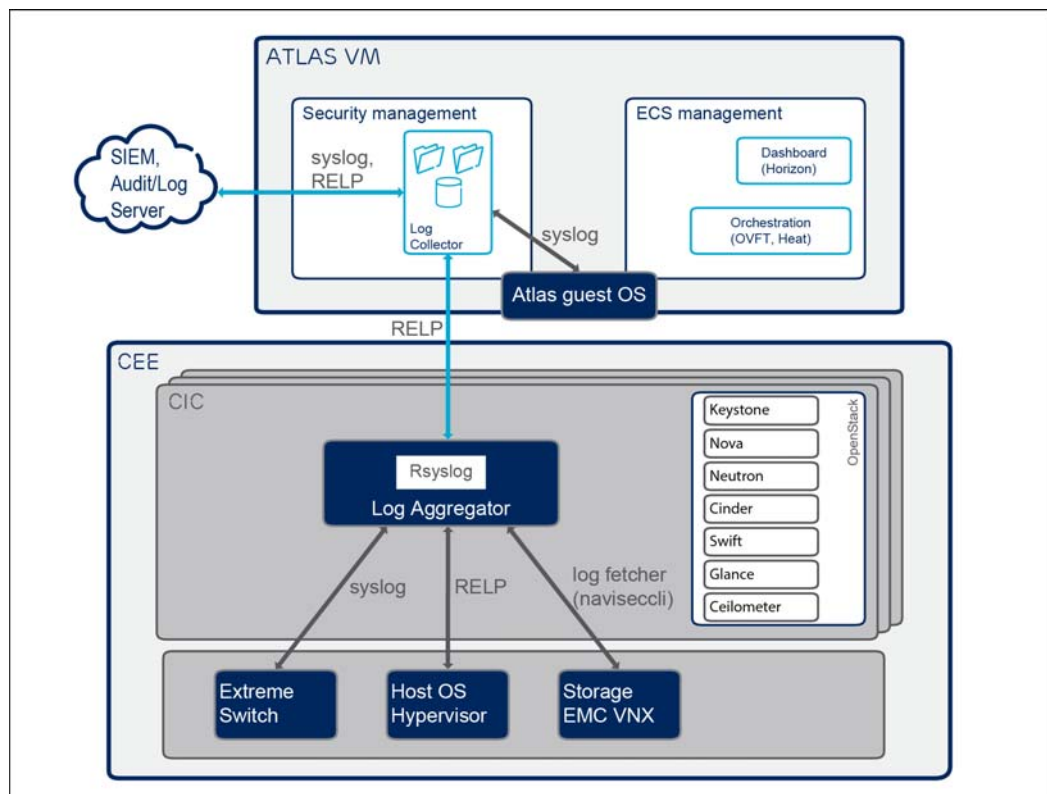 ATLAS VM
Security management
ECS management
SIEM,
Audit/Log
Server
syslog,
RELP
Log
Collector
syslog
Dashboard
(Horizon)
Orchestration
(OVFT, Heat)
Atlas guest OS
RELP
CEE
CIC
Rsyslog
Log Aggregator
OpenStack
Keystone
Nova
Neutron
Cinder
Swift
Glance
Ceilometer
syslog
RELP
log fetcher
(naviseccli)
Extreme
Switch
Host OS
Hypervisor
Storage
EMC VNX